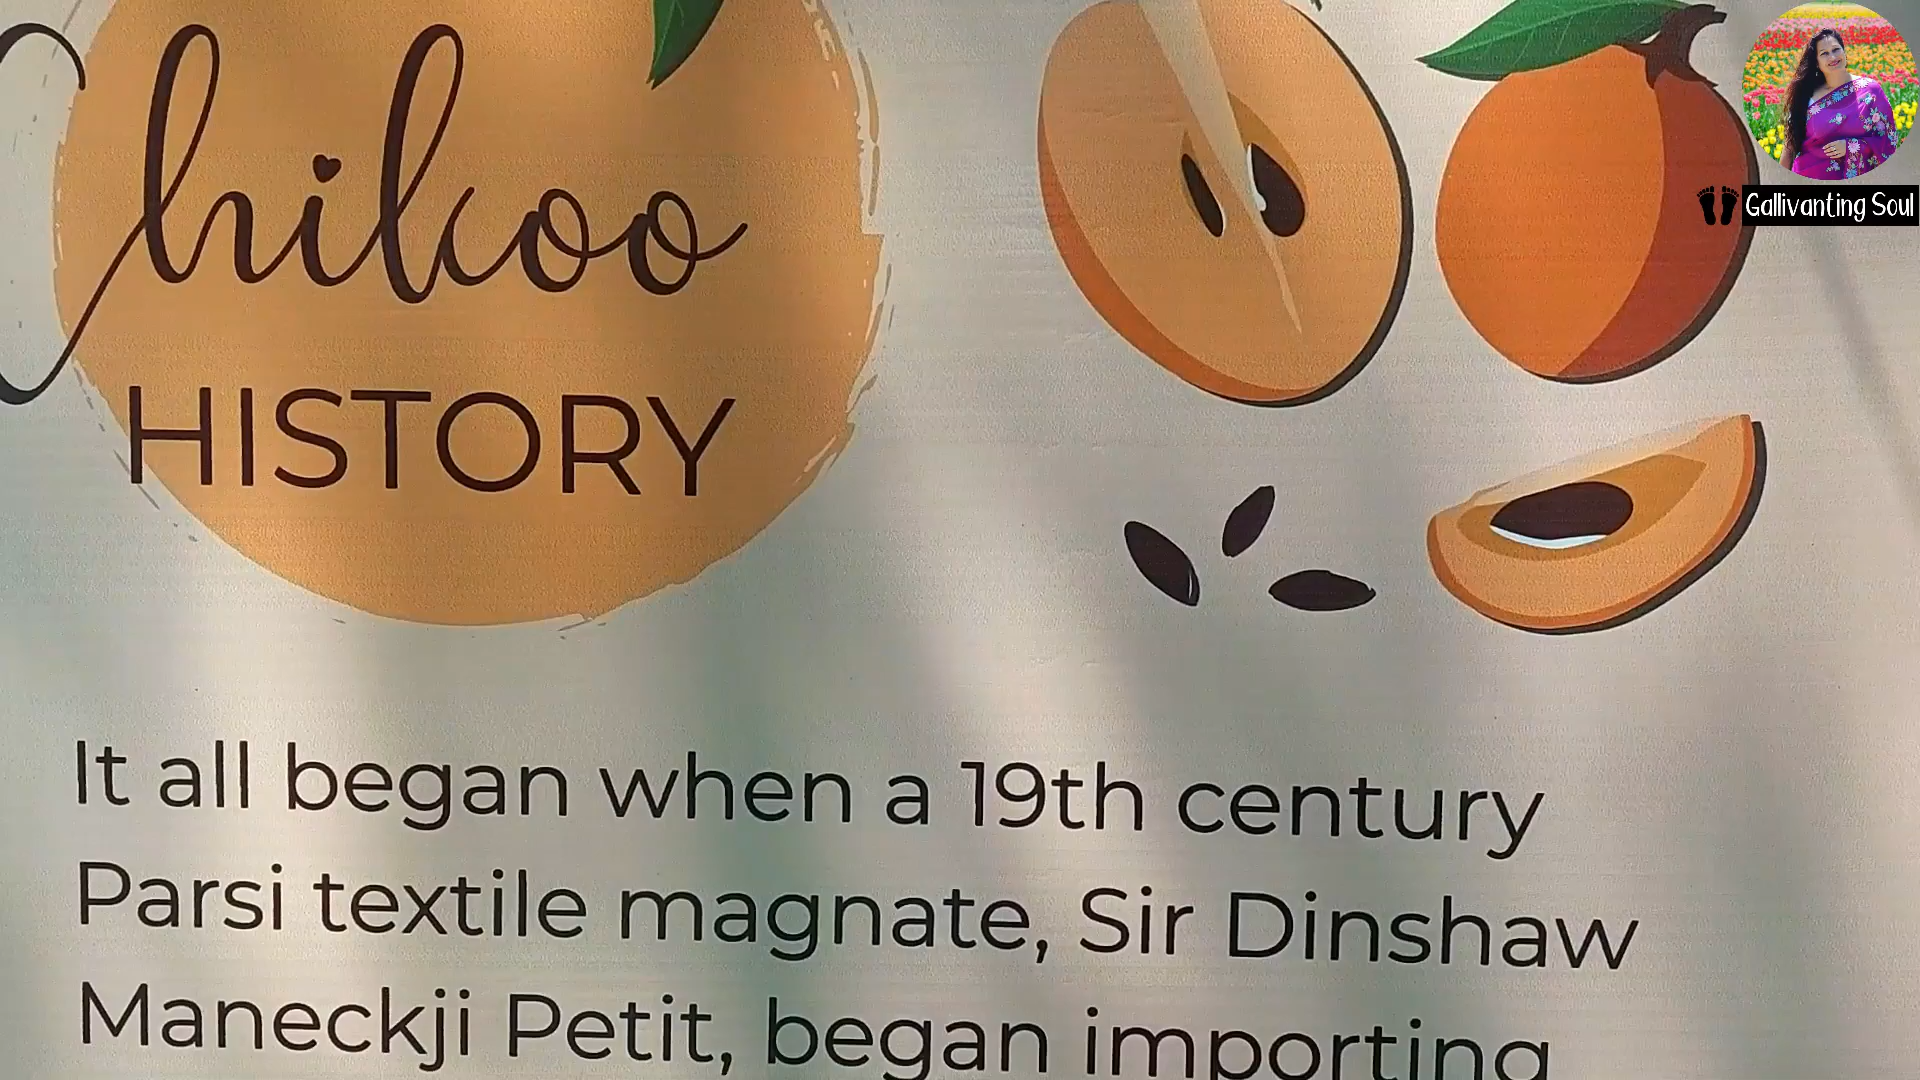 Chikoo
HISTORY
Gallivanting Soul
It all began when a 19th century
Parsi textile magnate, Sir Dinshaw
Maneckji Petit, began importing